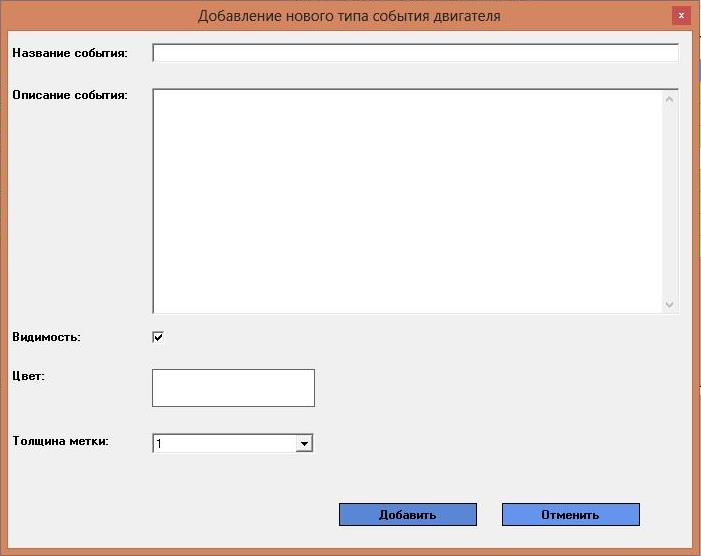 Добавление нового типа события двигателя
x
Название события:
Описание события:
Видимость:
Цвет:
Толщина метки:
1
Добавить
Отменить